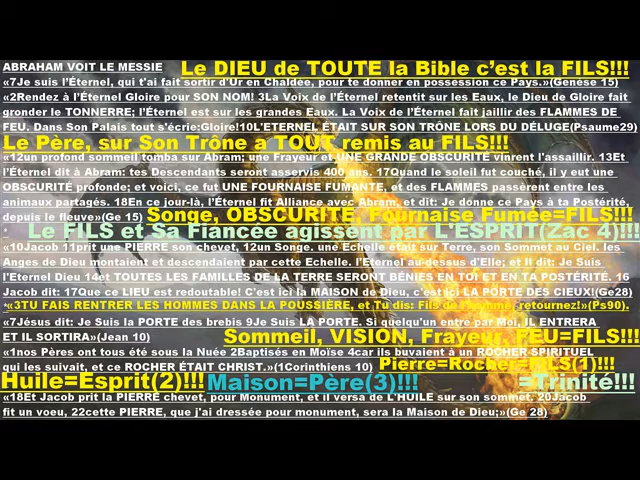 ABRAHAM VOIT LE MESSIE Le DIEU de TOUTE la Bible c’est la FILS!!!
«7Je suis l’Éternel, qui t'ai fait sortir d'Ur en Chaldée, pour te donner en possession ce Pays.»(Genèse 15)
«2Rendez à l’Éternel Gloire pour SON NOM! 3La Voix de l’Éternel retentit sur les Eaux, le Dieu de Gloire fait
gronder le TONNERRE; l’Éternel est sur les grandes Eaux. La Voix de l’Éternel fait jaillir des FLAMMES DE
FEU. Dans Son Palais tout s'écrie:Gloire!10L'ETERNEL ÉTAIT SUR SON TRÔNE LORS DU DÉLUGE(Psaume29)
Le Père, sur Son Trône a TOUT remis au FILS!!!
«12un profond sommeil tomba sur Abram; une Frayeur et UNE GRANDE OBSCURITE vinrent l'assaillir. 13Et
l’Éternel dit à Abram: tes Descendants seront asservis 400 ans. 17Quand le soleil fut couché, il y eut une
OBSCURITÉ profonde; et voici, ce fut UNE FOURNAISE FUMANTE, et des FLAMMES passèrent entre les
animaux partagés. 18En ce jour-là, l’Éternel fit Alliance avec Abram, et dit: Je donne ce Pays à ta Postérité,
depuis le fleuve»(Ge 15) Songe, OBSCURITÉ, Fournaise Fumée=FILS!!!
Le FILS et Sa Fiancée agissent par L'ESPRIT(Zac 4)!!!
«10Jacob 11prit une PIERRE son chevet, 12un Songe. une Echelle était sur Terre, son Sommet au Ciel. les
Anges de Dieu montaient et descendaient par cette Echelle. l'Éternel au-dessus d'Elle; et Il dit: Je Suis
l'Eternel Dieu 14et TOUTES LES FAMILLES DE LA TERRE SERONT BÉNIES EN TOI ET EN TA POSTÉRITÉ. 16
Jacob dit: 17Que ce LIEU est redoutable! C'est ici la MAISON de Dieu, c'est ici LA PORTE DES CIEUX!(Ge28)
«3TU FAIS RENTRER LES HOMMES DANS LA POUSSIÈRE, et Tu dis: Fils de l'homme, retournez!»(Ps90).
«7Jésus dit: Je Suis la PORTE des brebis 9Je Suis LA PORTE. Si quelqu'un entre par Moi, IL ENTRERA
ET IL SORTIRA»(Jean 10) Sommeil, VISION, Frayeur, FEU=FILS!!!
«1nos Pères ont tous été sous la Nuée 2Baptisés en Moïse 4car ils buvaient à un ROCHER SPIRITUEL
qui les suivait, et ce ROCHER ÉTAIT CHRIST.»(1Corinthiens 10) Pierre=Rocher=FILS(1)!!!
Huile=Esprit(2)!!! Maison=Père(3)!!! =Trinité!!!
«18Et Jacob prit la PIERRE chevet, pour Monument, et il versa de L'HUILE sur son sommet. 20Jacob
fit un voeu, 22cette PIERRE, que j'ai dressée pour monument, sera la Maison de Dieu;»(Ge 28)